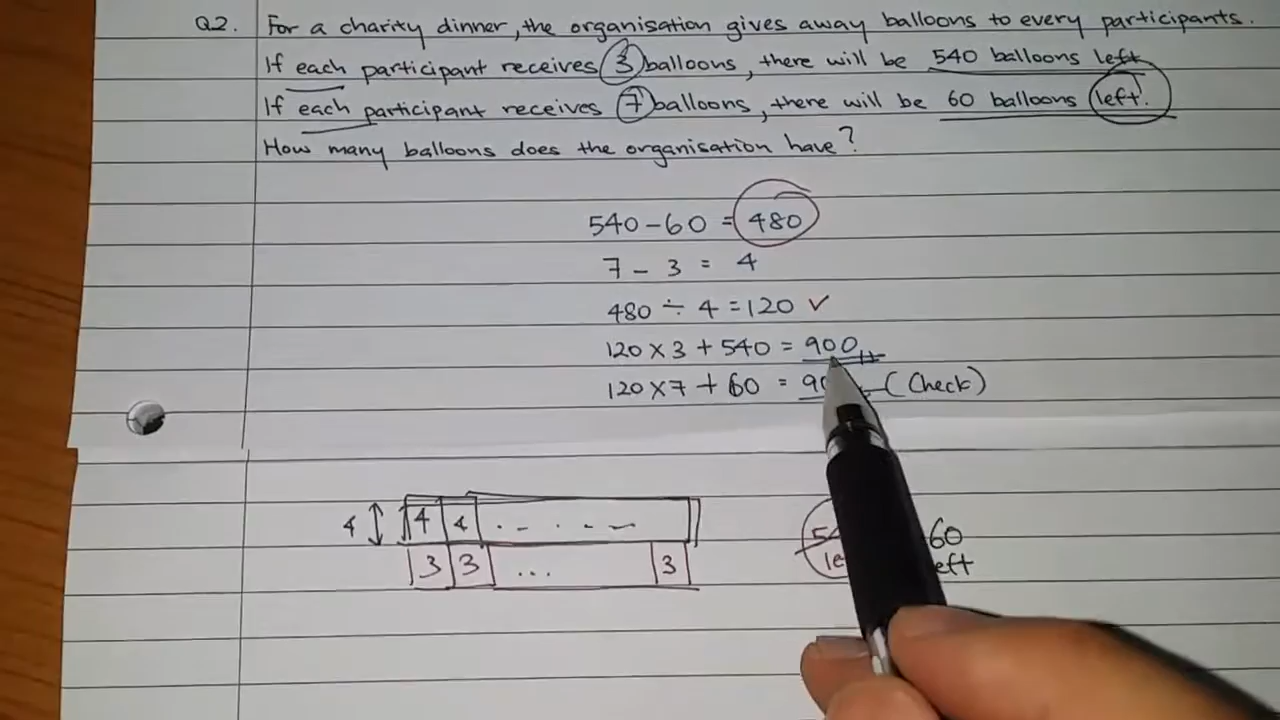 Q2. For a charity dinner, the organisation gives away balloons to every participants.
If each participant receives 3 balloons, there will be 540 balloons left
If each participant receives 7 balloons, there will be 60 balloons left.
How many balloons does the organisation have?
540 - 60 = 480
7 - 3 = 4
480 ÷ 4 = 120 ✓
120 × 3 + 540 = 900
120 × 7 + 60 = (Check)
4 4 4 . - . - -
3 3 ... 3
60